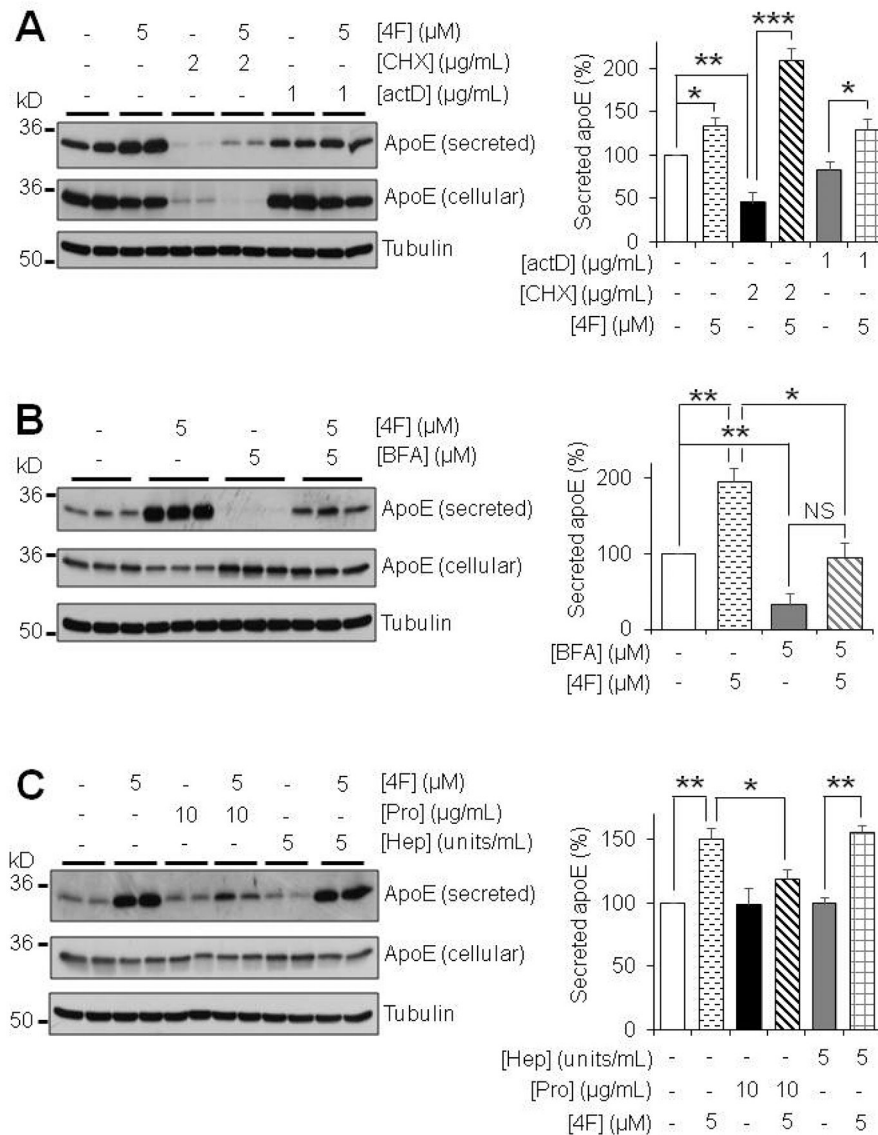 A
- 5 - 5 - 5 [4F] (µM)
- - 2 2 - - [CHX] (µg/mL)
- - - - 1 1 [actD] (µg/mL)
kD
36 ApoE (secreted)
36 ApoE (cellular)
50 Tubulin
Secreted apoE (%)
200
150
100
50
0
* ** *** *
[actD] (µg/mL) - - - - 1 1
[CHX] (µg/mL) - - 2 2 - -
[4F] (µM) - 5 - 5 - 5
B
- 5 - 5 [4F] (µM)
- - 5 5 [BFA] (µM)
kD
36 ApoE (secreted)
36 ApoE (cellular)
50 Tubulin
Secreted apoE (%)
200
100
0
** * ** NS
[BFA] (µM) - - 5 5
[4F] (µM) - 5 - 5
C
- 5 - 5 - 5 [4F] (µM)
- - 10 10 - - [Pro] (µg/mL)
- - - - 5 5 [Hep] (units/mL)
kD
36 ApoE (secreted)
36 ApoE (cellular)
50 Tubulin
Secreted apoE (%)
150
100
50
0
** * **
[Hep] (units/mL) - - - - 5 5
[Pro] (µg/mL) - - 10 10 - -
[4F] (µM) - 5 - 5 - 5